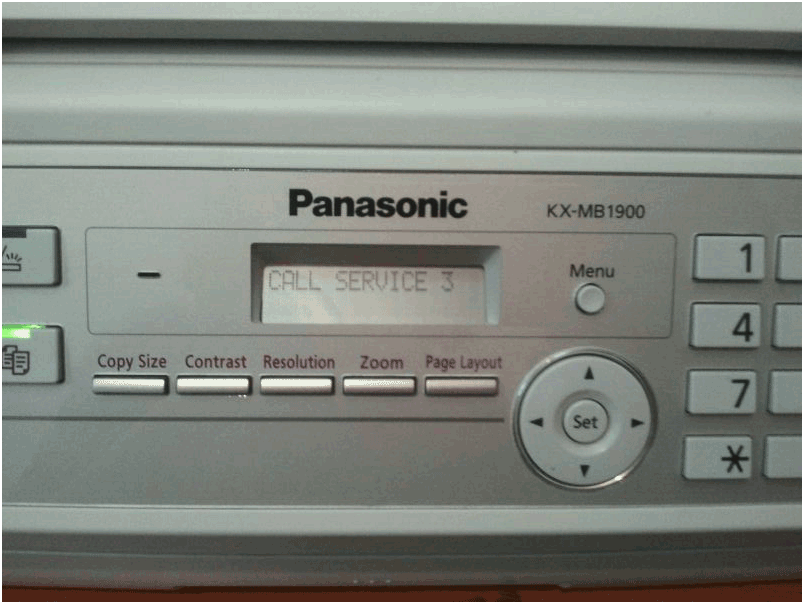 Panasonic
KX-MB1900
CALL SERVICE 3
Menu
Copy Size Contrast Resolution Zoom Page Layout
Set
1
4
7
*